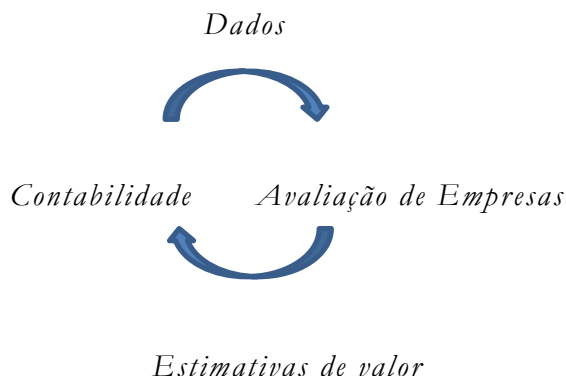 Dados
Contabilidade Avaliação de Empresas
Estimativas de valor